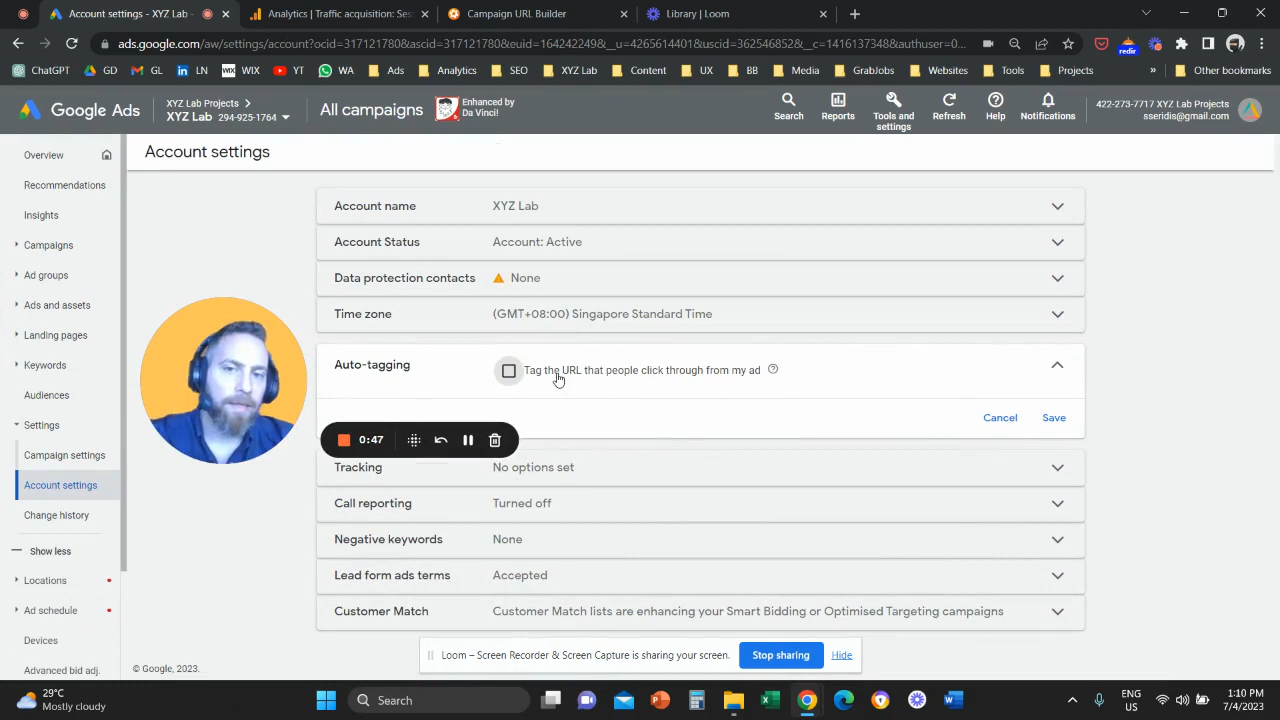 Account settings - XYZ Lab
Analytics | Traffic acquisition: Ses
Campaign URL Builder
Library | Loom
ads.google.com/aw/settings/account?ocid=317121780&ascid=317121780&euid=164242249&__u=4265614401&uscid=3625468852&__c=1416137348&authuser=0...
redir
ChatGPT
GD
GL
LN
WIX
WIX
YT
WA
Ads
Analytics
SEO
XYZ Lab
Content
UX
BB
Media
GrabJobs
Websites
Tools
Projects
»
Other bookmarks
Google Ads
XYZ Lab Projects
XYZ Lab 294-925-1764
All campaigns
Enhanced by
Da Vinci!
Search
Reports
Tools and
settings
Refresh
Help
Notifications
422-273-7717 XYZ Lab Projects
sseridis@gmail.com
Overview
Recommendations
Insights
Campaigns
Ad groups
Ads and assets
Landing pages
Keywords
Audiences
Settings
Campaign settings
Account settings
Change history
Show less
Locations
Ad schedule
Devices
Advanced bid adj.
Account settings
Account name XYZ Lab
Account Status Account: Active
Data protection contacts None
Time zone (GMT+08:00) Singapore Standard Time
Auto-tagging Tag the URL that people click through from my ad
Cancel Save
0:47
Tracking No options set
Call reporting Turned off
Negative keywords None
Lead form ads terms Accepted
Customer Match Customer Match lists are enhancing your Smart Bidding or Optimised Targeting campaigns
Loom – Screen Recorder & Screen Capture is sharing your screen. Stop sharing Hide
© Google, 2023.
29°C
Mostly cloudy
Search
ENG
US
1:10 PM
7/4/2023